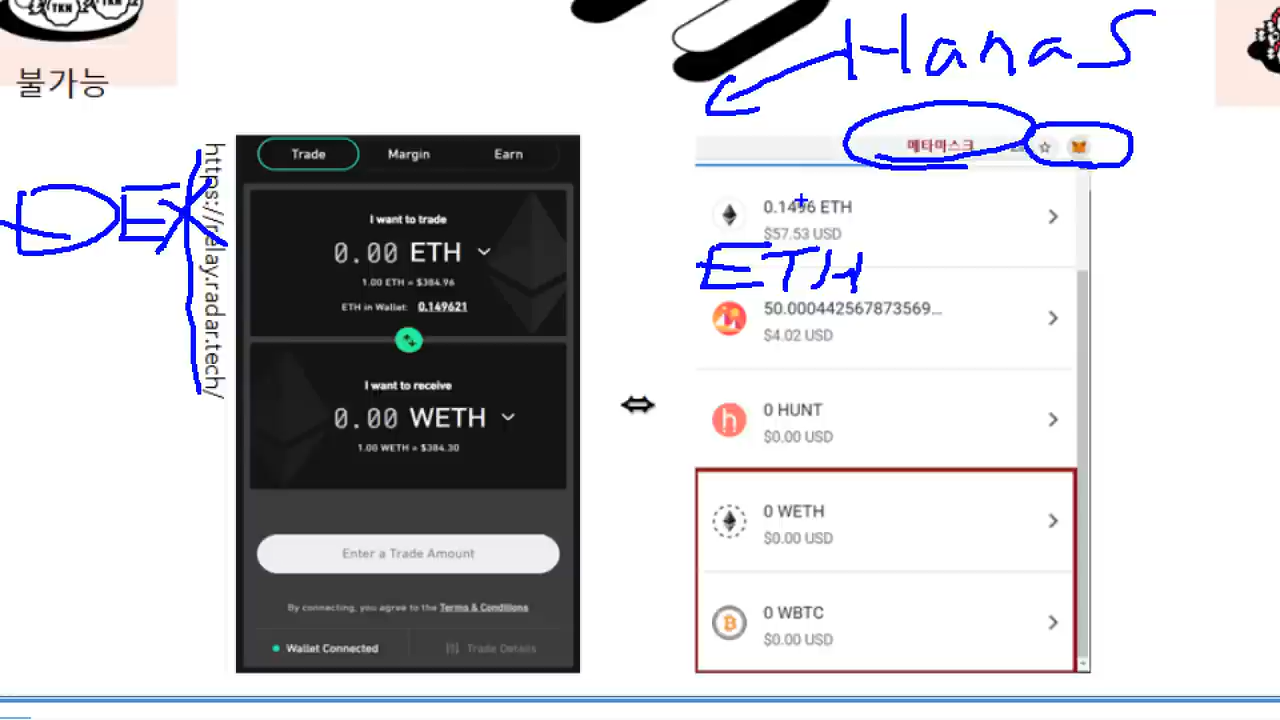 TKN
TKN
불가능
HanaS
DEX
https://relay.radar.tech/
Trade
Margin
Earn
I want to trade
0.00 ETH
1.00 ETH = $384.96
ETH in Wallet: 0.149621
I want to receive
0.00 WETH
1.00 WETH = $384.30
Enter a Trade Amount
By connecting, you agree to the Terms & Conditions
Wallet Connected
Trade Details
메타마스크
0.1496 ETH
$57.53 USD
ETH
50.000442567873569...
$4.02 USD
h
0 HUNT
$0.00 USD
0 WETH
$0.00 USD
0 WBTC
$0.00 USD